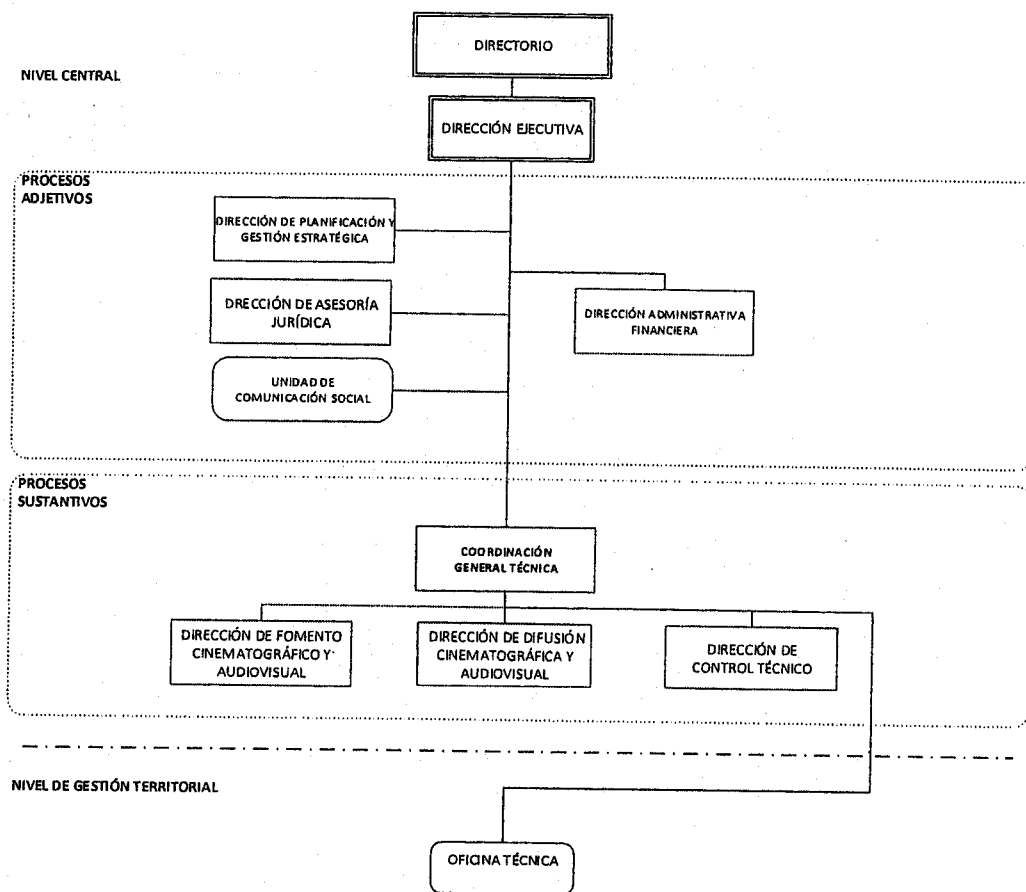 DIRECTORIO
NIVEL CENTRAL
DIRECCIÓN EJECUTIVA
PROCESOS
ADJETIVOS
DIRECCIÓN DE PLANIFICACIÓN Y
GESTIÓN ESTRATÉGICA
DRECCIÓN DE ASESORÍA
JURÍDICA
DIRECCIÓN ADMINISTRATIVA
FINANCIERA
UNIDAD DE
COMUNICACIÓN SOCIAL
PROCESOS
SUSTANTIVOS
COORDINACIÓN
GENERAL TÉCNICA
DIRECCIÓN DE FOMENTO
CINEMATOGRÁFICO Y
AUDIOVISUAL
DIRECCIÓN DE DIFUSIÓN
CINEMATOGRÁFICA Y
AUDIOVISUAL
DIRECCIÓN DE
CONTROL TÉCNICO
NIVEL DE GESTIÓN TERRITORIAL
OFICINA TÉCNICA